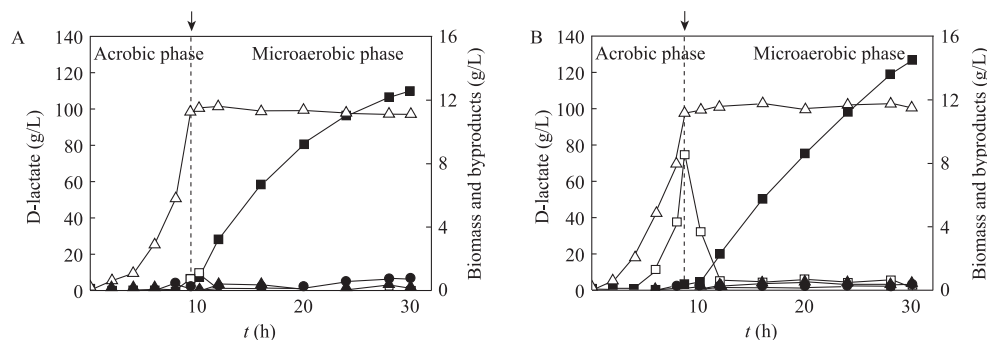 A
Acrobic phase
Microaerobic phase
D-lactate (g/L)
140
120
100
80
60
40
20
0
16
12
8
4
0
Biomass and byproducts (g/L)
10
20
30
t (h)
B
Acrobic phase
Microaerobic phase
D-lactate (g/L)
140
120
100
80
60
40
20
0
16
12
8
4
0
Biomass and byproducts (g/L)
10
20
30
t (h)